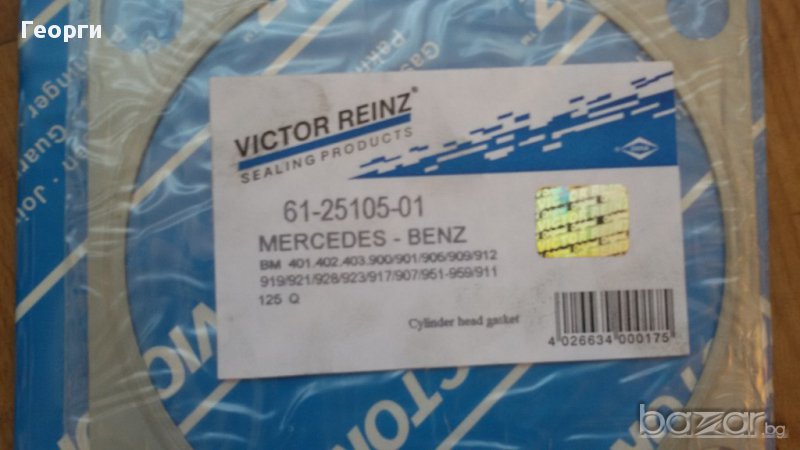 Георги
VICTOR REINZ®
SEALING PRODUCTS
61-25105-01
MERCEDES - BENZ
BM 401.402.403.900/901/906/909/912
919/921/928/923/917/907/951-959/911
125 Q
Cylinder head gasket
4 026634 000175
bazar.bg